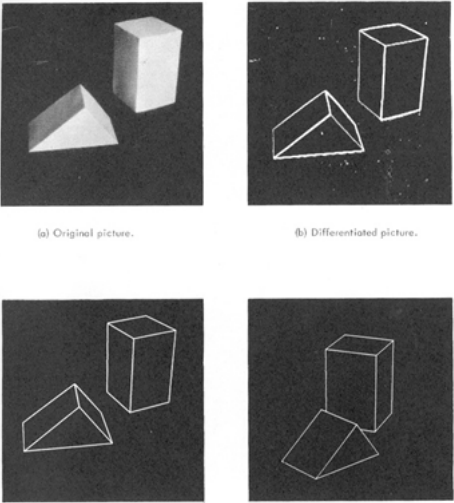 (a) Original picture.
(b) Differentiated picture.